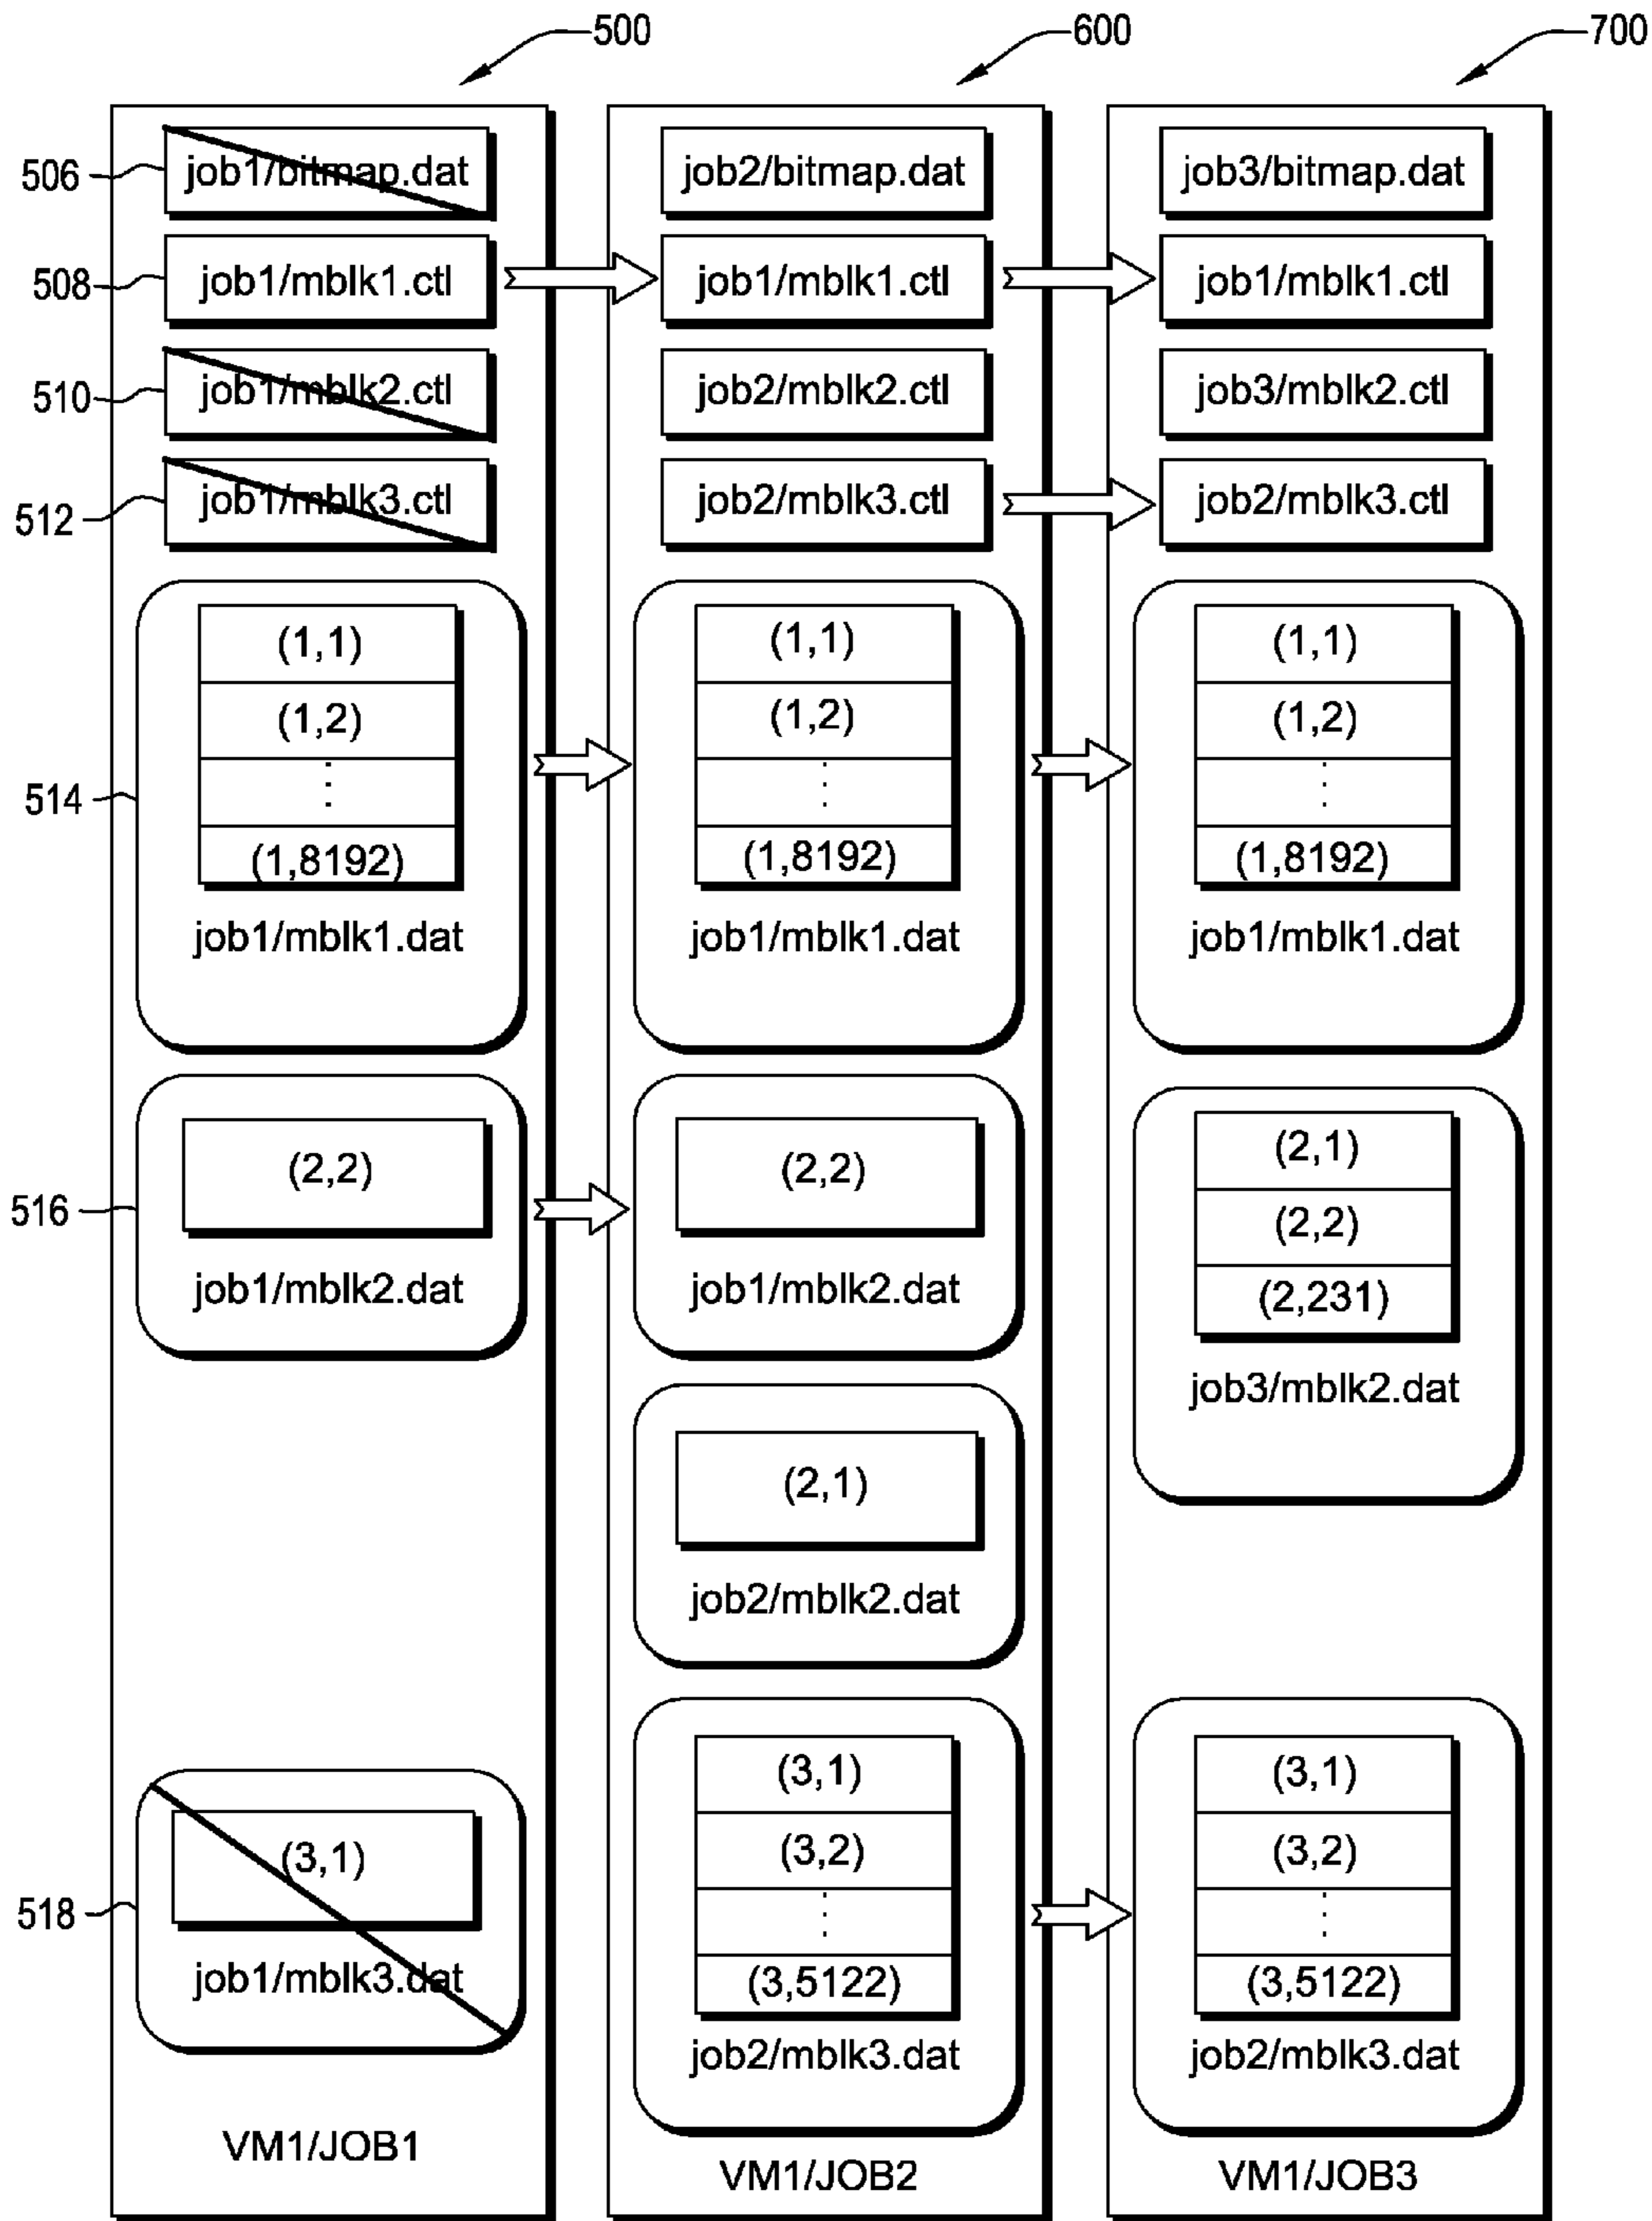 500
600
700
506
job1/bitmap.dat
job2/bitmap.dat
job3/bitmap.dat
508
job1/mblk1.ctl
job1/mblk1.ctl
job1/mblk1.ctl
510
job1/mblk2.ctl
job2/mblk2.ctl
job3/mblk2.ctl
512
job1/mblk3.ctl
job2/mblk3.ctl
job2/mblk3.ctl
514
(1,1)
(1,2)
(1,8192)
job1/mblk1.dat
(1,1)
(1,2)
(1,8192)
job1/mblk1.dat
(1,1)
(1,2)
(1,8192)
job1/mblk1.dat
516
(2,2)
job1/mblk2.dat
(2,2)
job1/mblk2.dat
(2,1)
(2,2)
(2,231)
job3/mblk2.dat
(2,1)
job2/mblk2.dat
518
(3,1)
job1/mblk3.dat
(3,1)
(3,2)
(3,5122)
job2/mblk3.dat
(3,1)
(3,2)
(3,5122)
job2/mblk3.dat
VM1/JOB1
VM1/JOB2
VM1/JOB3